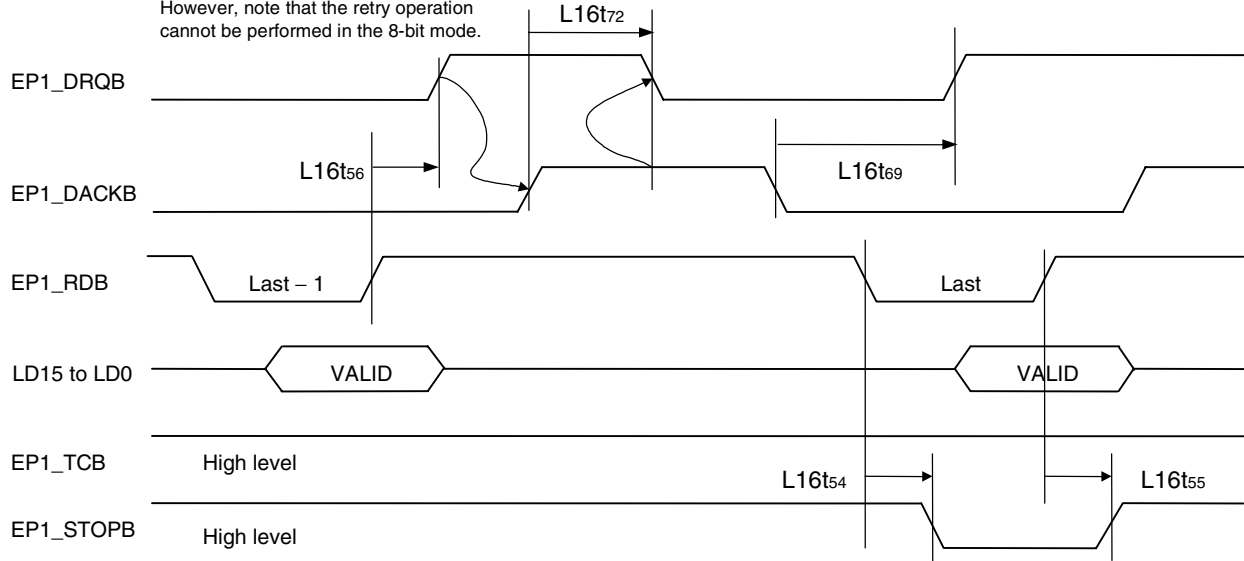 However, note that the retry operation
cannot be performed in the 8-bit mode.
L16t72
EP1_DRQB
L16t56
L16t69
EP1_DACKB
EP1_RDB
Last – 1
Last
LD15 to LD0
VALID
VALID
EP1_TCB
High level
L16t54
L16t55
EP1_STOPB
High level